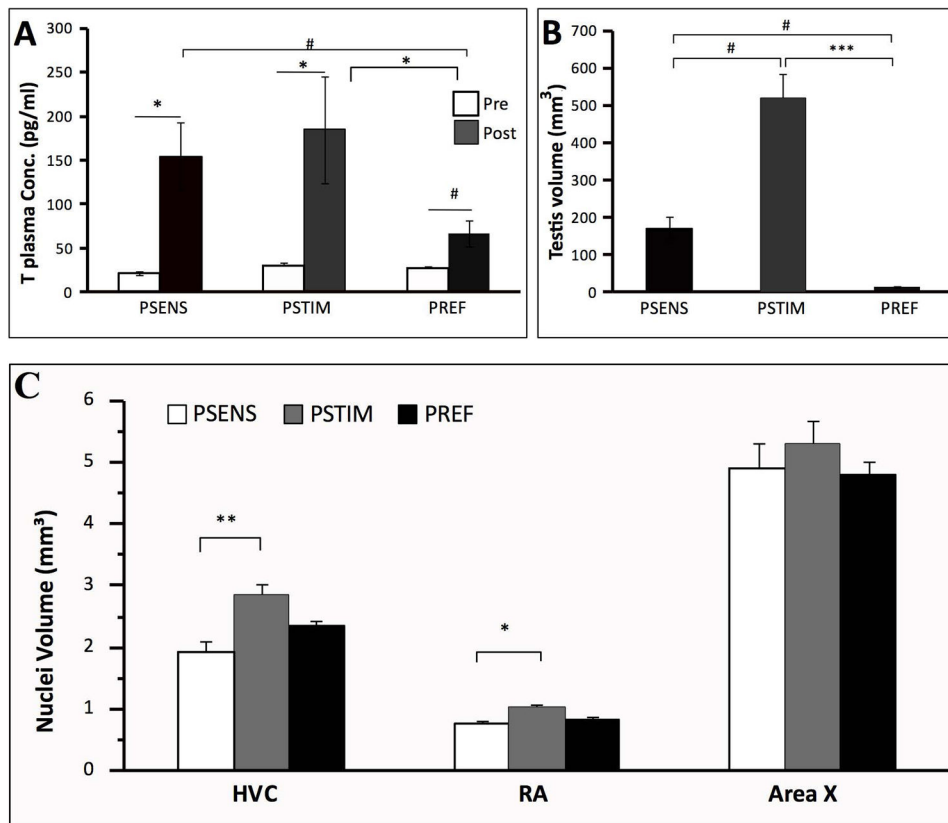 A
T plasma Conc. (pg/ml)
300
250
200
150
100
50
0
#
*
*
*
#
Pre
Post
PSENS PSTIM PREF
B
Testis volume (mm3)
700
600
500
400
300
200
100
0
#
# ***
PSENS PSTIM PREF
C
Nuclei Volume (mm³)
6
5
4
3
2
1
0
PSENS PSTIM PREF
**
*
HVC RA Area X